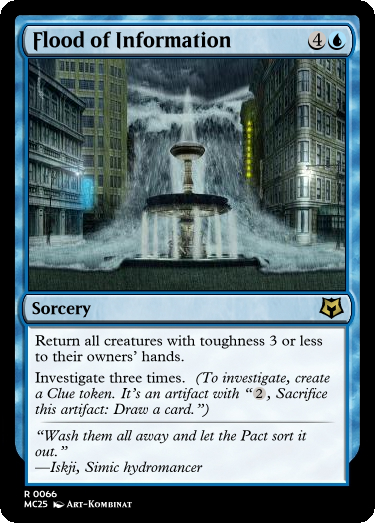 Flood of Information 4
Sorcery
Return all creatures with toughness 3 or less
to their owners' hands.
Investigate three times. (To investigate, create
a Clue token. It's an artifact with “2, Sacrifice
this artifact: Draw a card.”)
“Wash them all away and let the Pact sort it
out.”
—Iskji, Simic hydromancer
R 0066
MC25 Art-Kombinat